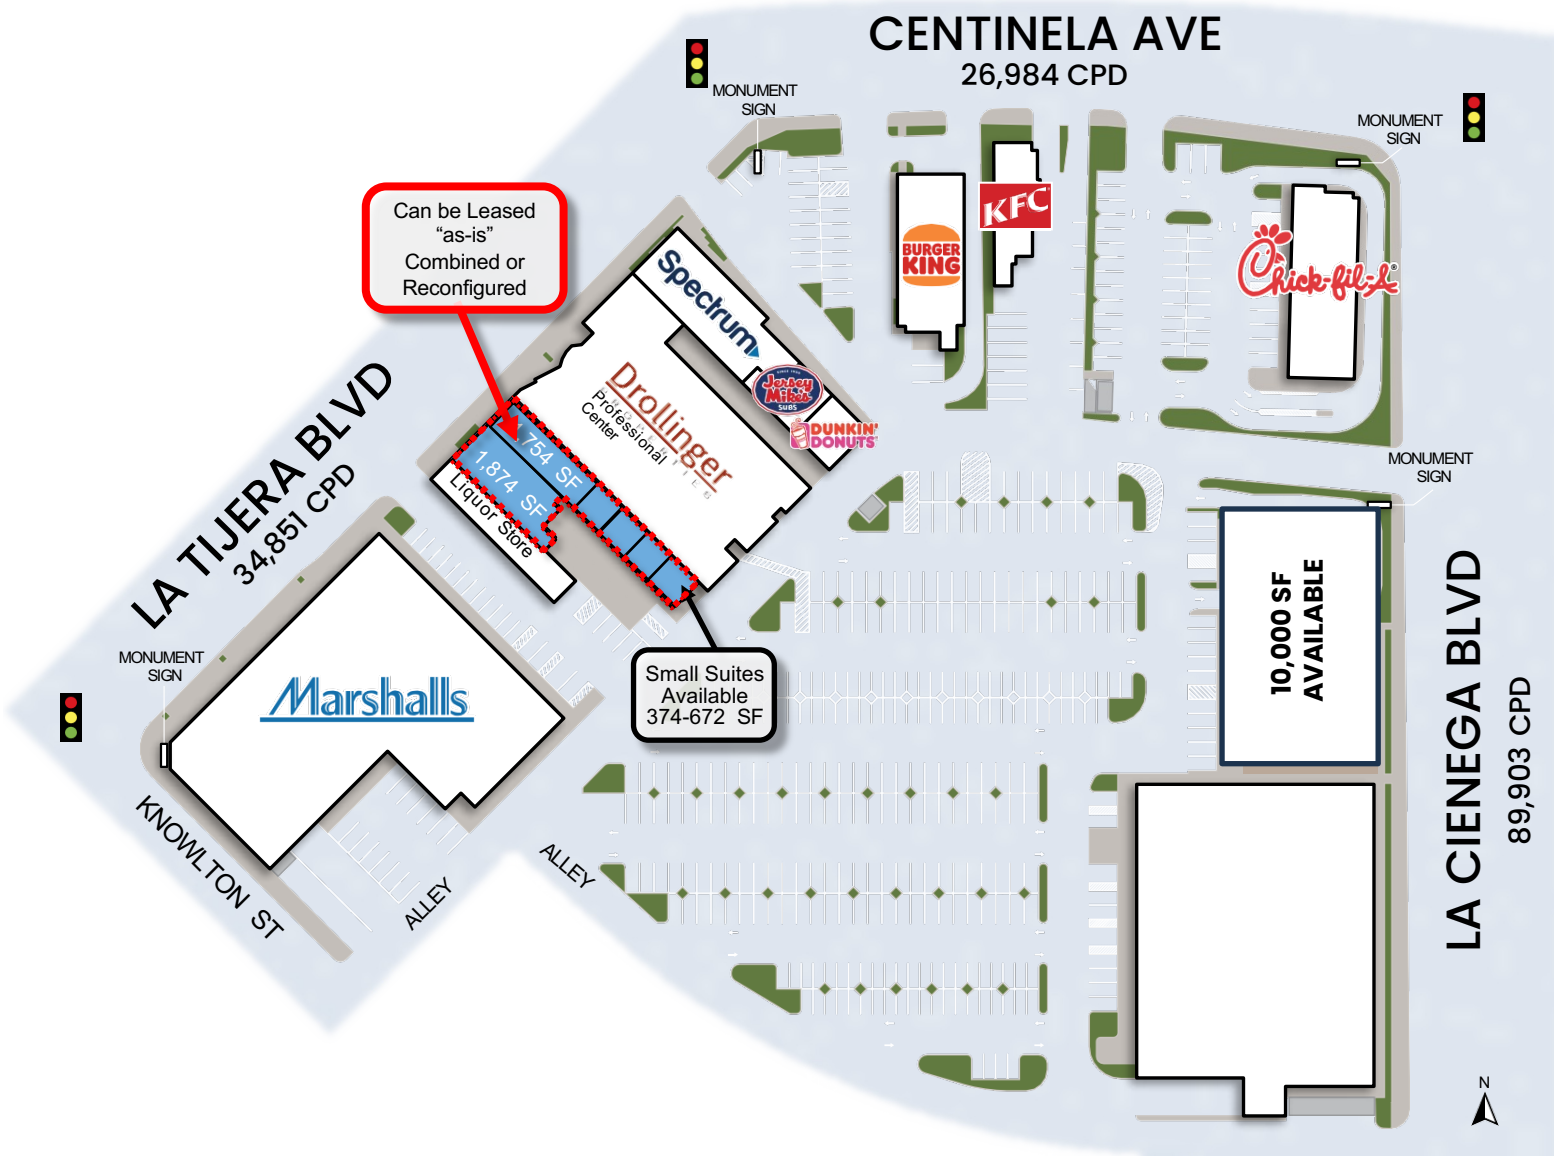 CENTINELA AVE
26,984 CPD
MONUMENT
SIGN
MONUMENT
SIGN
Can be Leased
“as-is”
Combined or
Reconfigured
KFC
BURGER
KING
Chick-fil-A®
Spectrum
SINCE 1956
Jersey
Mike's
SUBS
DUNKIN'
DONUTS
Drollinger
PROPERTIES
Professional
Center
754 SF
1,874 SF
Liquor Store
LA TIJERA BLVD
34,851 CPD
MONUMENT
SIGN
MONUMENT
SIGN
10,000 SF
AVAILABLE
Marshalls
Small Suites
Available
374-672 SF
LA CIENEGA BLVD
89,903 CPD
KNOWLTON ST
ALLEY
ALLEY
N